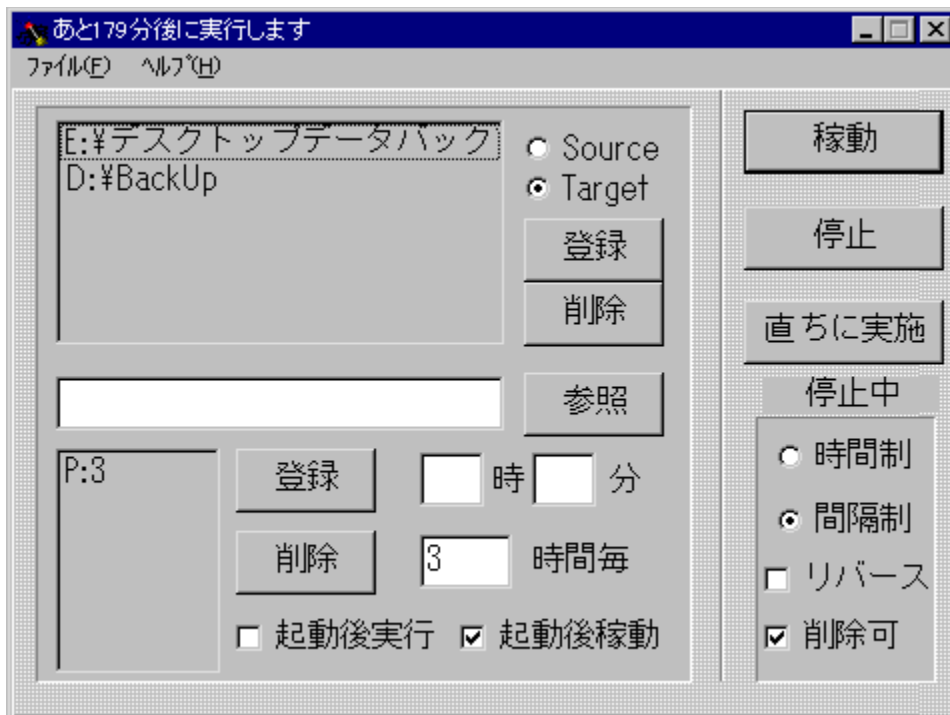 あと179分後に実行します
ファイル(F) ヘルプ(H)
E:¥デスクトップデータバック
D:¥BackUp
Source
Target
登録
削除
参照
P:3
登録
時
分
削除
3
時間毎
起動後実行
起動後稼動
稼動
停止
直ちに実施
停止中
時間制
間隔制
リバース
削除可